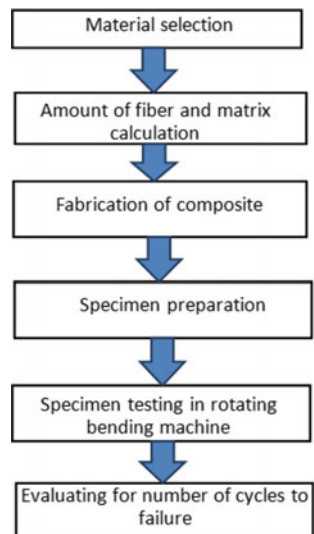 Material selection
Amount of fiber and matrix
calculation
Fabrication of composite
Specimen preparation
Specimen testing in rotating
bending machine
Evaluating for number of cycles to
failure